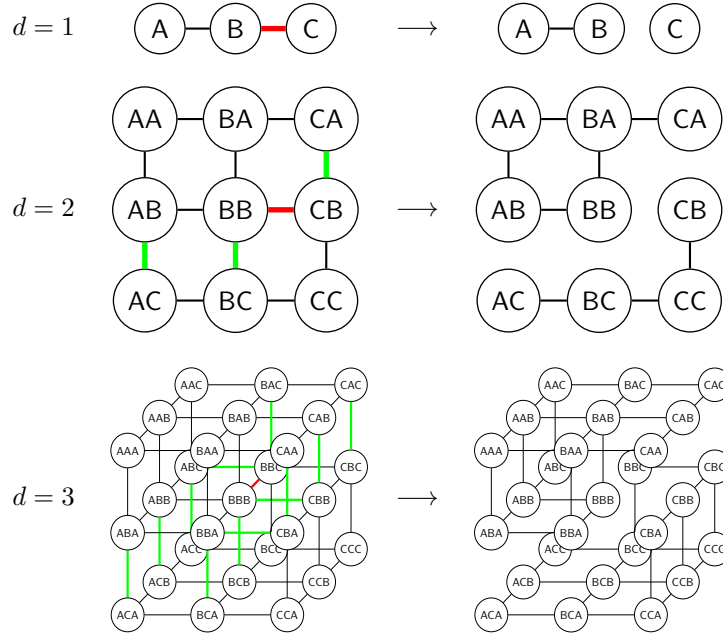 d = 1 A B C ⟶ A B C
AA BA CA AA BA CA
d = 2 AB BB CB ⟶ AB BB CB
AC BC CC AC BC CC
AAC BAC CAC AAC BAC CAC
AAB BAB CAB AAB BAB CAB
AAA BAA CAA AAA BAA CAA
ABC BBC CBC ABC BBC CBC
d = 3 ABB BBB CBB ⟶ ABB BBB CBB
ABA BBA CBA ABA BBA CBA
ACC BCC CCC ACC BCC CCC
ACB BCB CCB ACB BCB CCB
ACA BCA CCA ACA BCA CCA